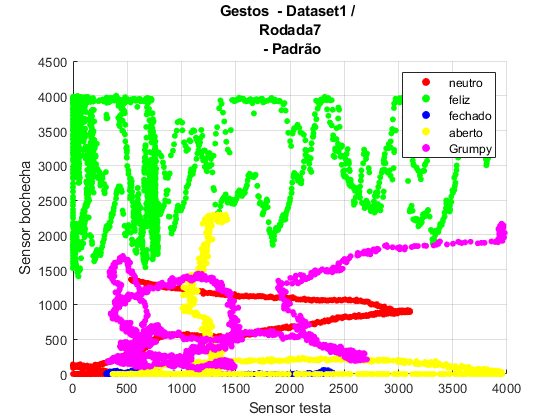 Gestos - Dataset1 /
Rodada7
- Padrão
4500
4000
3500
3000
2500
2000
1500
1000
500
0
Sensor bochecha
0 500 1000 1500 2000 2500 3000 3500 4000
Sensor testa
neutro
feliz
fechado
aberto
Grumpy